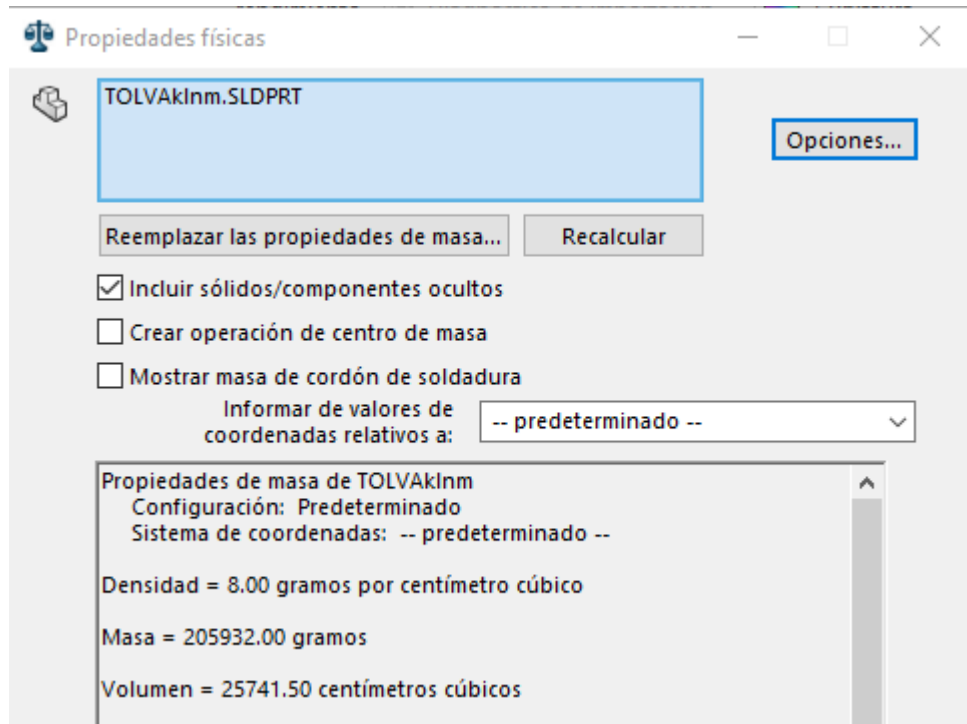 Propiedades físicas
TOLVAklnm.SLDPRT
Opciones...
Reemplazar las propiedades de masa...
Recalcular
Incluir sólidos/componentes ocultos
Crear operación de centro de masa
Mostrar masa de cordón de soldadura
Informar de valores de
coordenadas relativos a:
-- predeterminado --
Propiedades de masa de TOLVAklnm
Configuración: Predeterminado
Sistema de coordenadas: -- predeterminado --
Densidad = 8.00 gramos por centímetro cúbico
Masa = 205932.00 gramos
Volumen = 25741.50 centímetros cúbicos